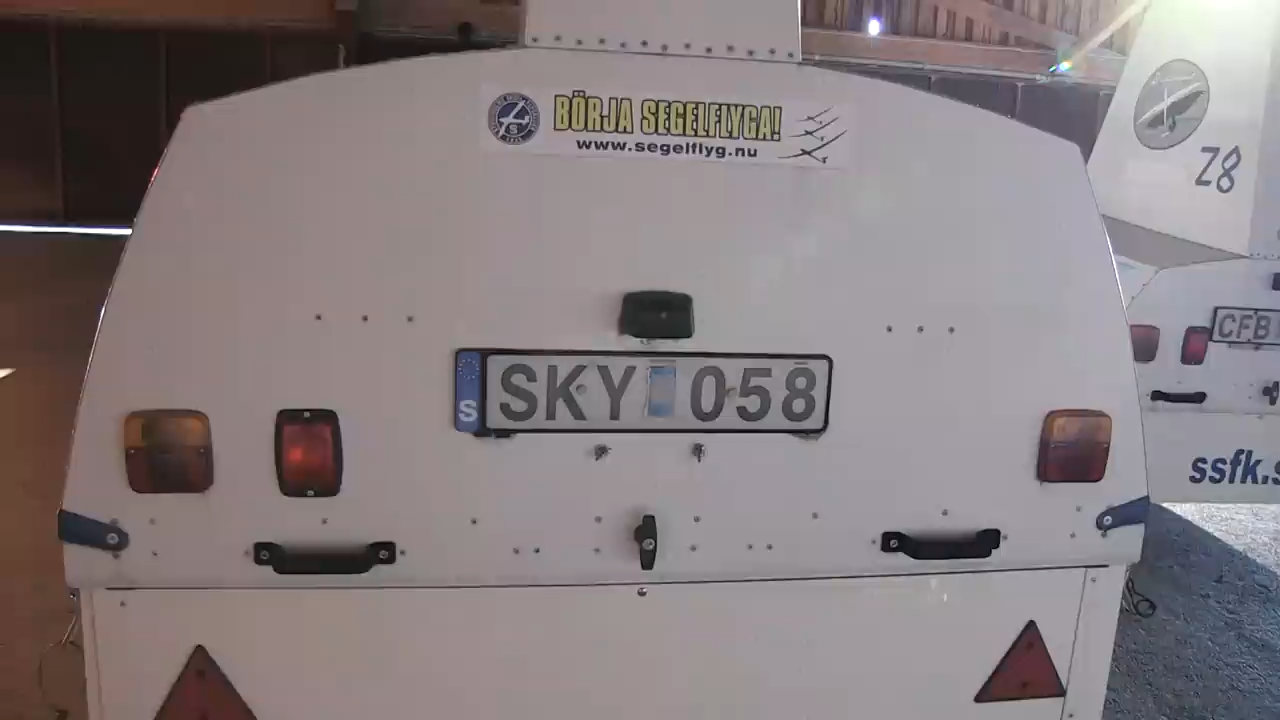 BÖRJA SEGELFLYGA!
www.segelflyg.nu
S
Z8
S
SKY 058
CFB
ssfk.s